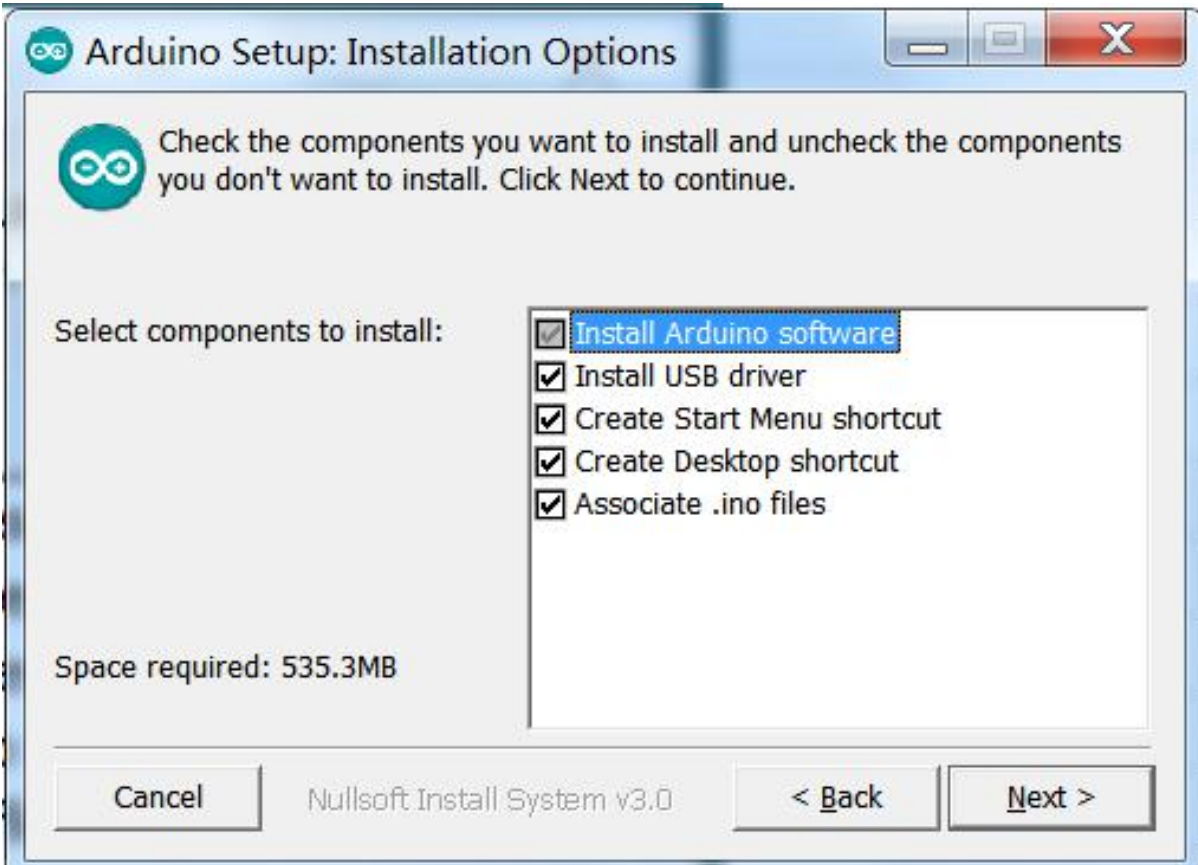 Arduino Setup: Installation Options
Check the components you want to install and uncheck the components
you don't want to install. Click Next to continue.
Select components to install:
Install Arduino software
Install USB driver
Create Start Menu shortcut
Create Desktop shortcut
Associate .ino files
Space required: 535.3MB
Cancel
Nullsoft Install System v3.0
< Back
Next >